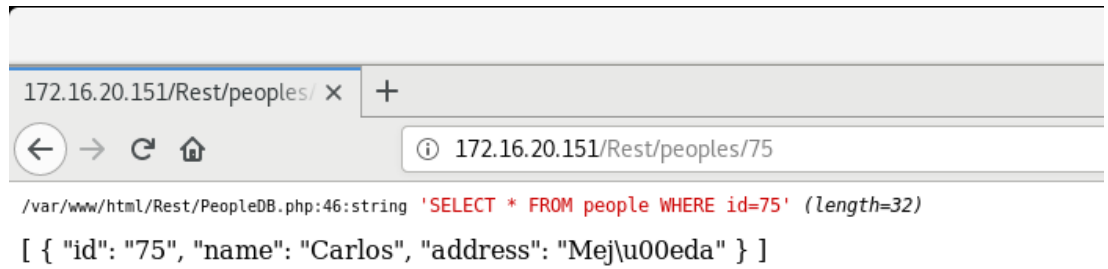 172.16.20.151/Rest/peoples/
172.16.20.151/Rest/peoples/75
/var/www/html/Rest/PeopleDB.php:46:string 'SELECT * FROM people WHERE id=75' (length=32)
[ { "id": "75", "name": "Carlos", "address": "Mej\u00eda" } ]